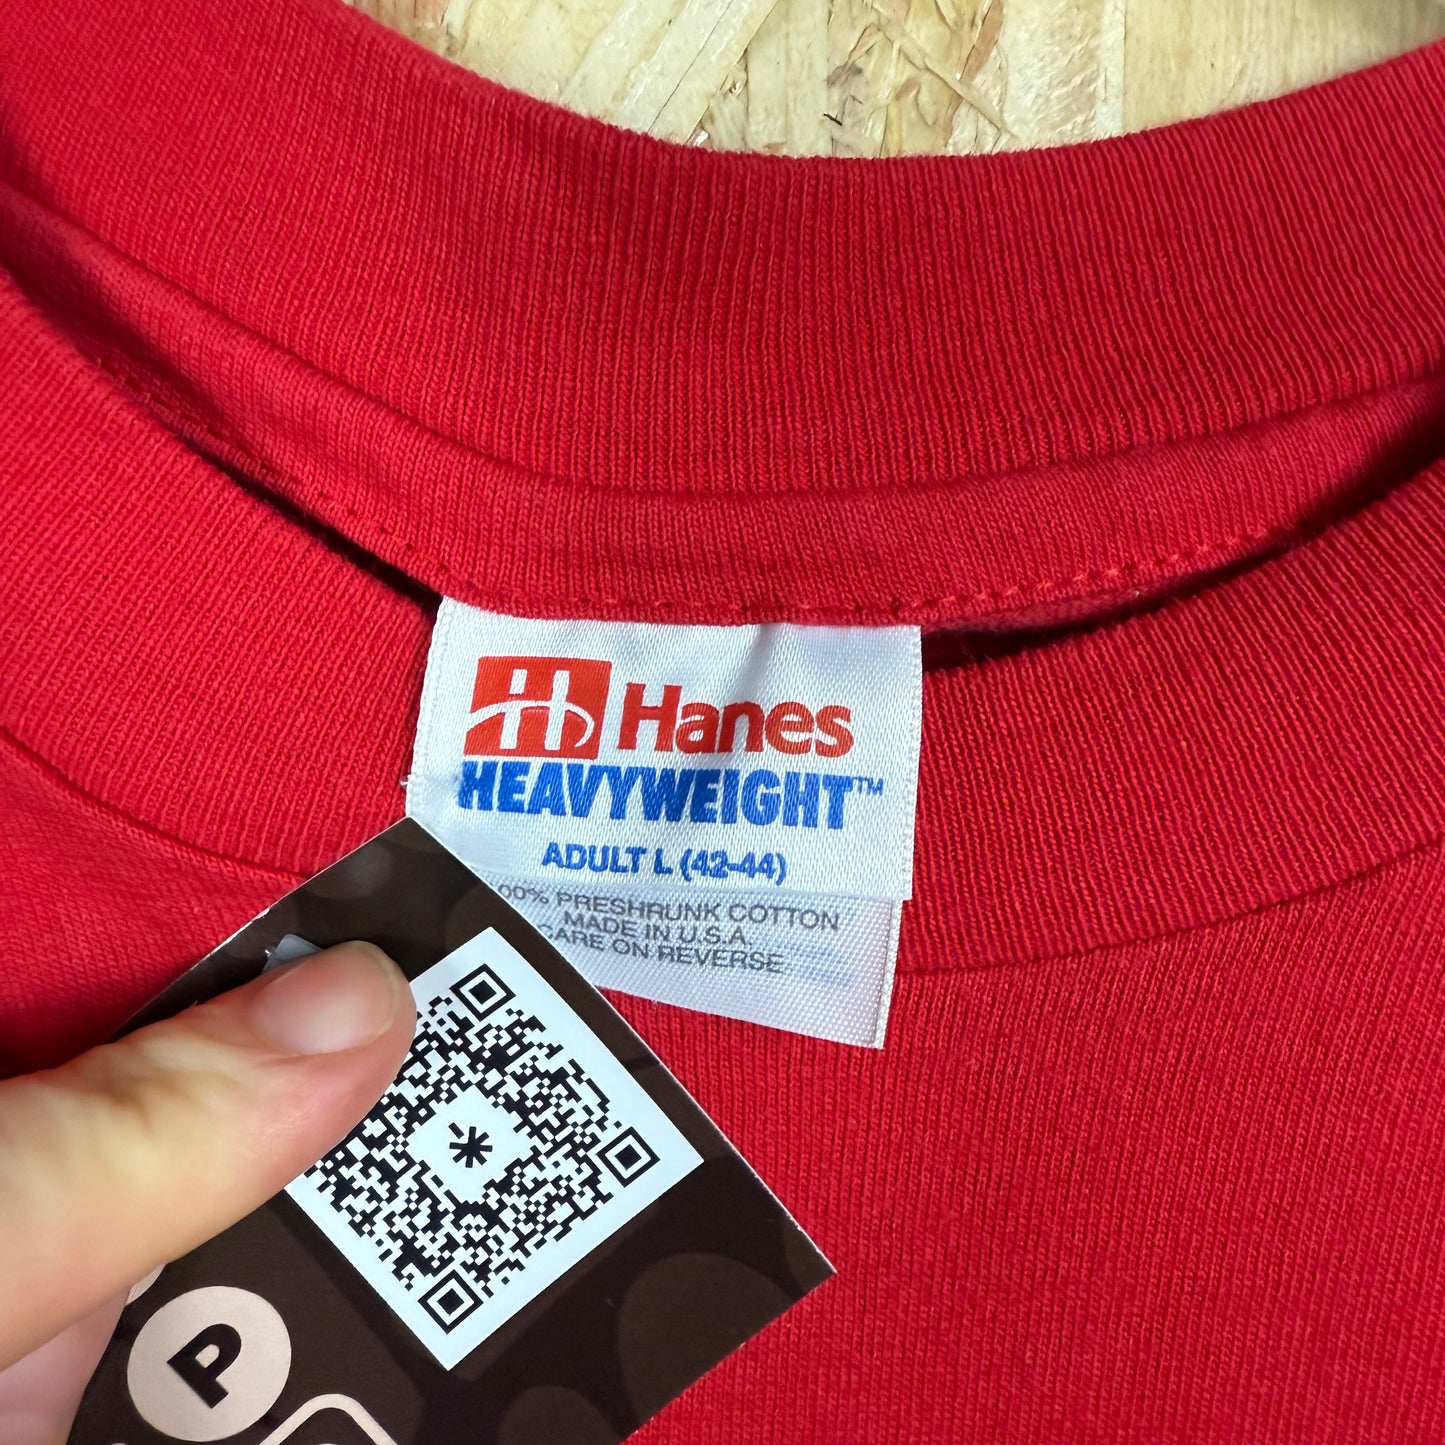 Hanes
HEAVYWEIGHT™
ADULT L (42-44)
00% PRESHRUNK COTTON
MADE IN U.S.A.
CARE ON REVERSE
P